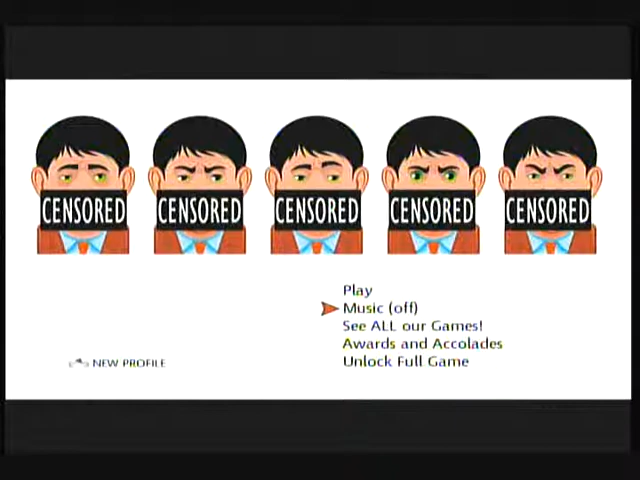 CENSORED CENSORED CENSORED CENSORED CENSORED
Play
Music (off)
See ALL our Games!
Awards and Accolades
Unlock Full Game
NEW PROFILE